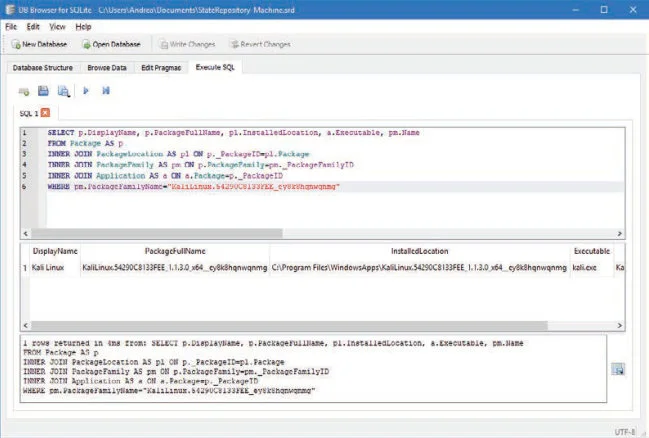 DB Browser for SQLite - C:\Users\Andrea\Documents\StateRepository_Machine.srd
File Edit View Help
New Database Open Database Write Changes Revert Changes
Database Structure Browse Data Edit Pragmas Execute SQL
SQL 1
1 SELECT p.DisplayName, p.PackageFullName, pl.InstalledLocation, a.Executable, pm.Name
2 FROM Package AS p
3 INNER JOIN PackageLocation AS pl ON p._PackageID=pl.Package
4 INNER JOIN PackageFamily AS pm ON p.PackageFamily=pm._PackageFamilyID
5 INNER JOIN Application AS a ON a.Package=p._PackageID
6 WHERE pm.PackageFamilyName="KaliLinux.54290C8133FEE_ey8k8hqnwqnmg"
DisplayName PackageFullName InstalledLocation Executable
1 Kali Linux KaliLinux.54290C8133FEE_1.1.3.0_x64__ey8k8hqnwqnmg C:\Program Files\WindowsApps\KaliLinux.54290C8133FEE_1.1.3.0_x64__ey8k8hqnwqnmg kali.exe Ka
1 rows returned in 4ms from: SELECT p.DisplayName, p.PackageFullName, pl.InstalledLocation, a.Executable, pm.Name
FROM Package AS p
INNER JOIN PackageLocation AS pl ON p._PackageID=pl.Package
INNER JOIN PackageFamily AS pm ON p.PackageFamily=pm._PackageFamilyID
INNER JOIN Application AS a ON a.Package=p._PackageID
WHERE pm.PackageFamilyName="KaliLinux.54290C8133FEE_ey8k8hqnwqnmg"
UTF-8